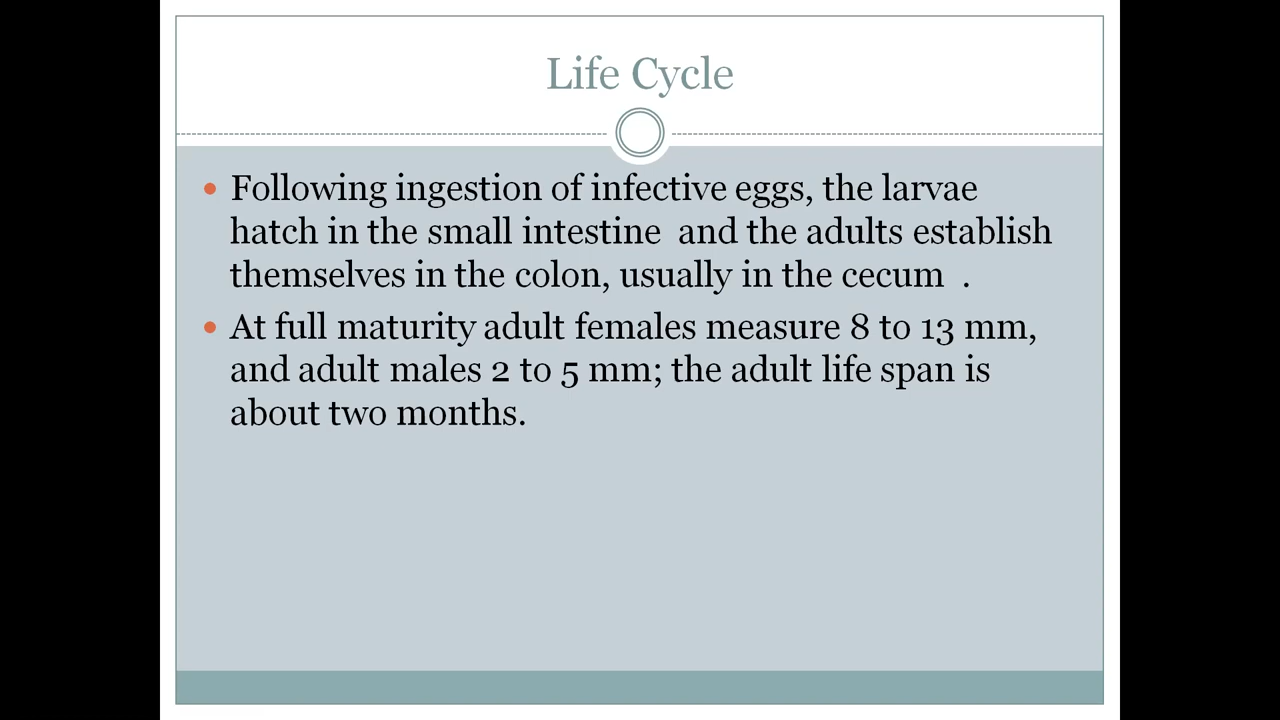 Life Cycle
• Following ingestion of infective eggs, the larvae
hatch in the small intestine  and the adults establish
themselves in the colon, usually in the cecum  .
• At full maturity adult females measure 8 to 13 mm,
and adult males 2 to 5 mm; the adult life span is
about two months.